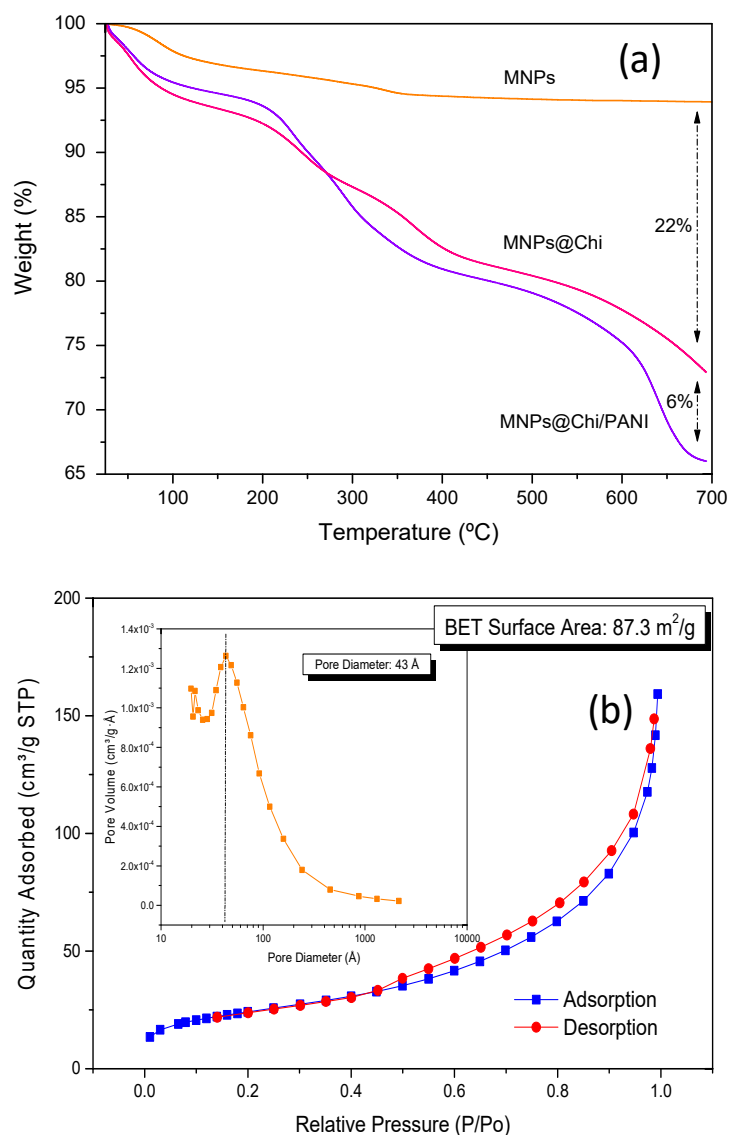 (a)
100
95
90
85
80
75
70
65
Weight (%)
MNPs
MNPs@Chi
MNPs@Chi/PANI
22%
6%
100
200
300
400
500
600
700
Temperature (ºC)
200
150
100
50
0
Quantity Adsorbed (cm³/g STP)
BET Surface Area: 87.3 m²/g
(b)
1.4x10⁻³
1.2x10⁻³
1.0x10⁻³
8.0x10⁻⁴
6.0x10⁻⁴
4.0x10⁻⁴
2.0x10⁻⁴
0.0
Pore Volume (cm³/g·Å)
Pore Diameter: 43 Å
10
100
1000
10000
Pore Diameter (Å)
Adsorption
Desorption
0.0
0.2
0.4
0.6
0.8
1.0
Relative Pressure (P/Po)